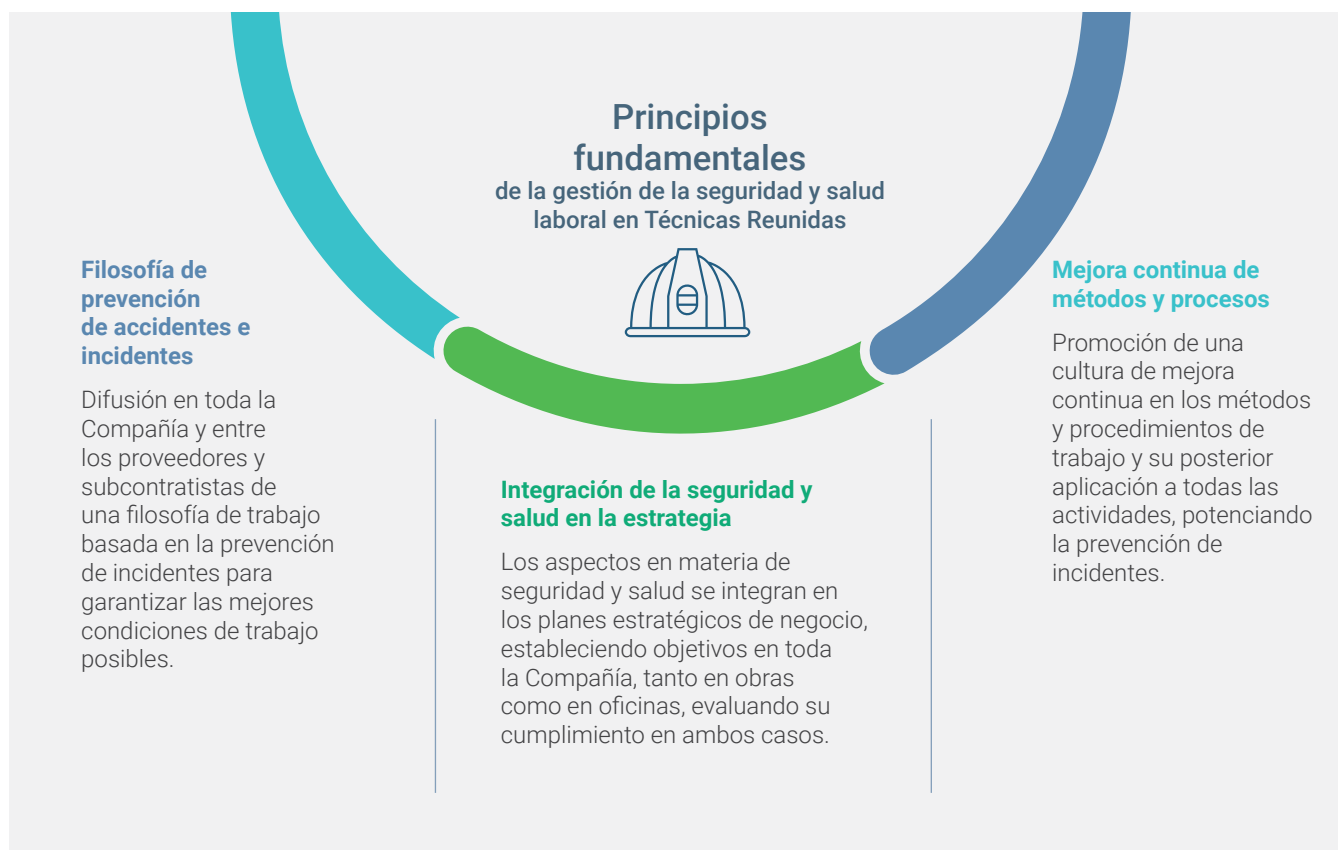 Principios
fundamentales
de la gestión de la seguridad y salud
laboral en Técnicas Reunidas
Filosofía de
prevención
de accidentes e
incidentes
Difusión en toda la
Compañía y entre
los proveedores y
subcontratistas de
una filosofía de trabajo
basada en la prevención
de incidentes para
garantizar las mejores
condiciones de trabajo
posibles.
Integración de la seguridad y
salud en la estrategia
Los aspectos en materia de
seguridad y salud se integran en
los planes estratégicos de negocio,
estableciendo objetivos en toda
la Compañía, tanto en obras
como en oficinas, evaluando su
cumplimiento en ambos casos.
Mejora continua de
métodos y procesos
Promoción de una
cultura de mejora
continua en los métodos
y procedimientos de
trabajo y su posterior
aplicación a todas las
actividades, potenciando
la prevención de
incidentes.